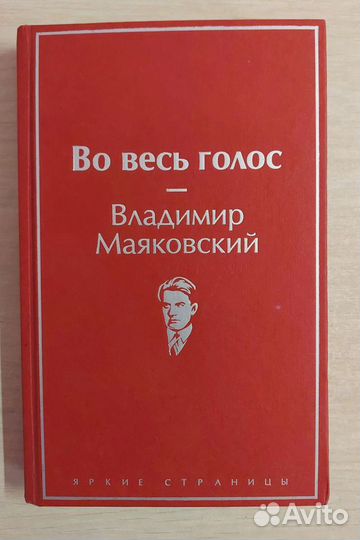 Во весь голос
Владимир
Маяковский
ЯРКИЕ СТРАНИЦЫ
Avito